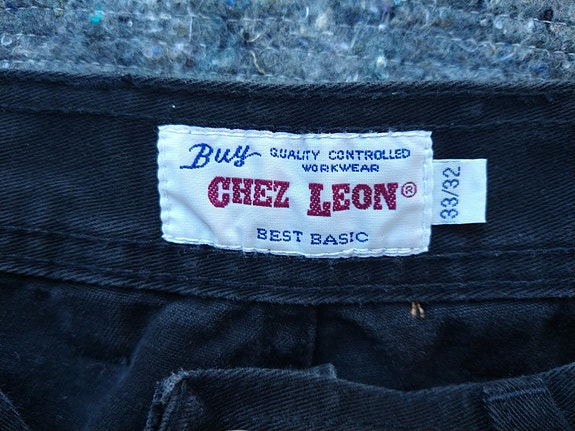 Buy QUALITY CONTROLLED
WORKWEAR
CHEZ LEON®
BEST BASIC
33/32